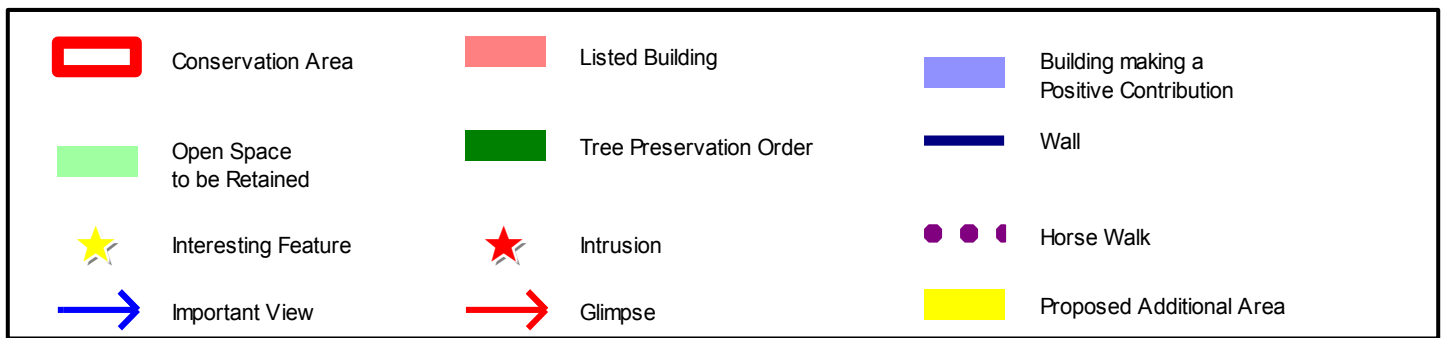 Conservation Area
Listed Building
Building making a
Positive Contribution
Open Space
to be Retained
Tree Preservation Order
Wall
Interesting Feature
Intrusion
Horse Walk
Important View
Glimpse
Proposed Additional Area